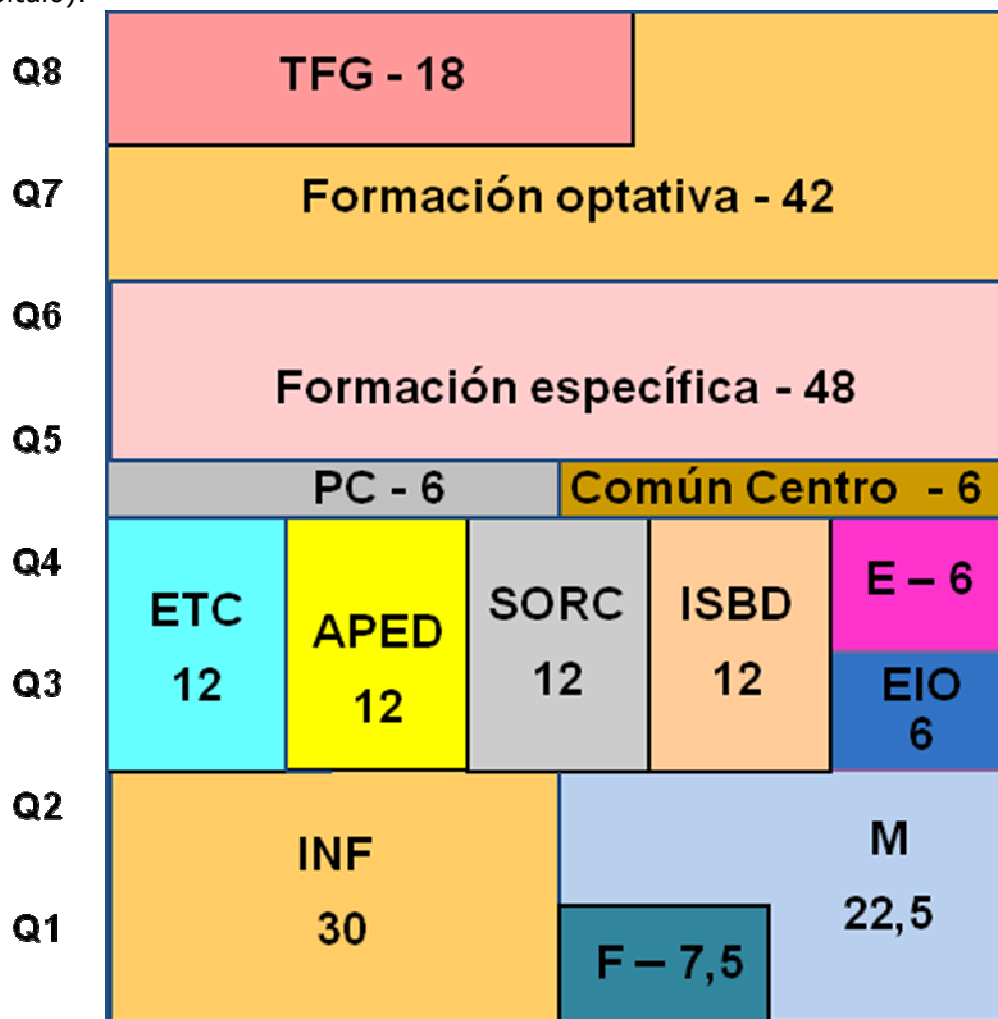 Q8
TFG - 18
Q7
Formación optativa - 42
Q6
Formación específica - 48
Q5
PC - 6
Común Centro - 6
Q4
ETC
12
APED
12
SORC
12
ISBD
12
E – 6
Q3
EIO
6
Q2
INF
30
M
22,5
Q1
F – 7,5